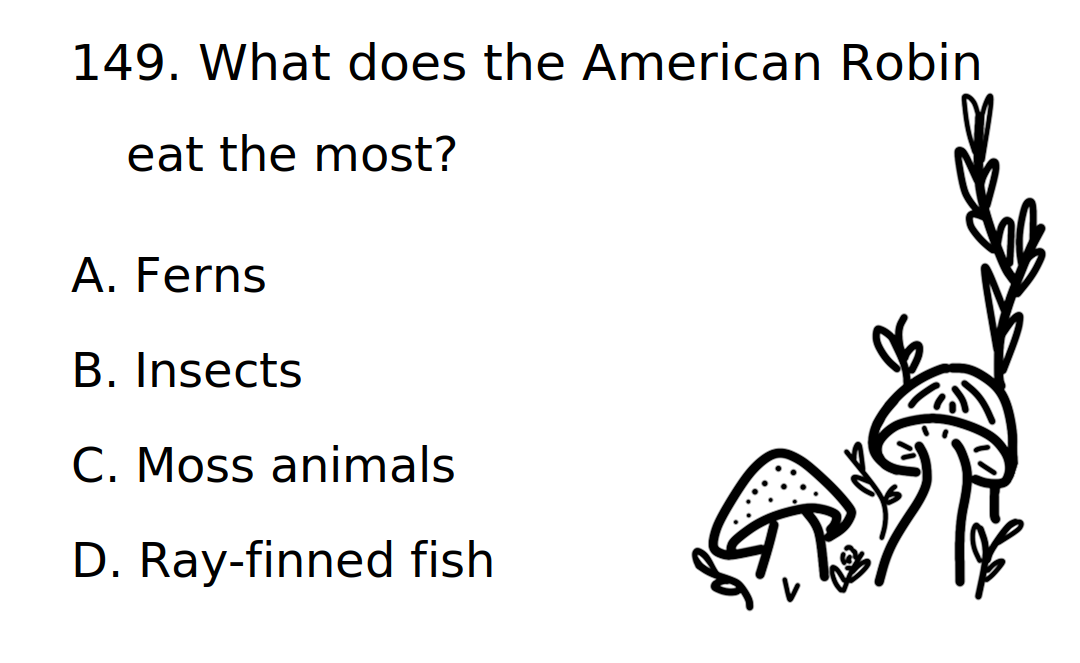 149. What does the American Robin
eat the most?
A. Ferns
B. Insects
C. Moss animals
D. Ray-finned fish